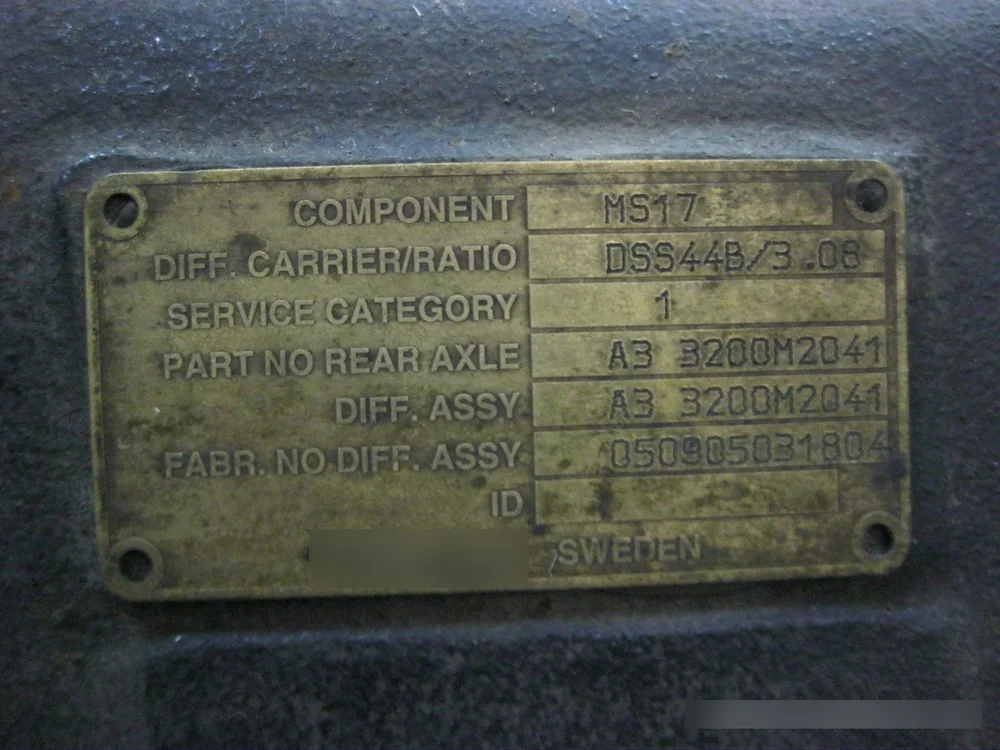 COMPONENT MS17
DIFF. CARRIER/RATIO DSS44B/3.08
SERVICE CATEGORY 1
PART NO REAR AXLE A3 3200M2041
DIFF. ASSY A3 3200M2041
FABR. NO DIFF. ASSY 050905031804
ID
SWEDEN